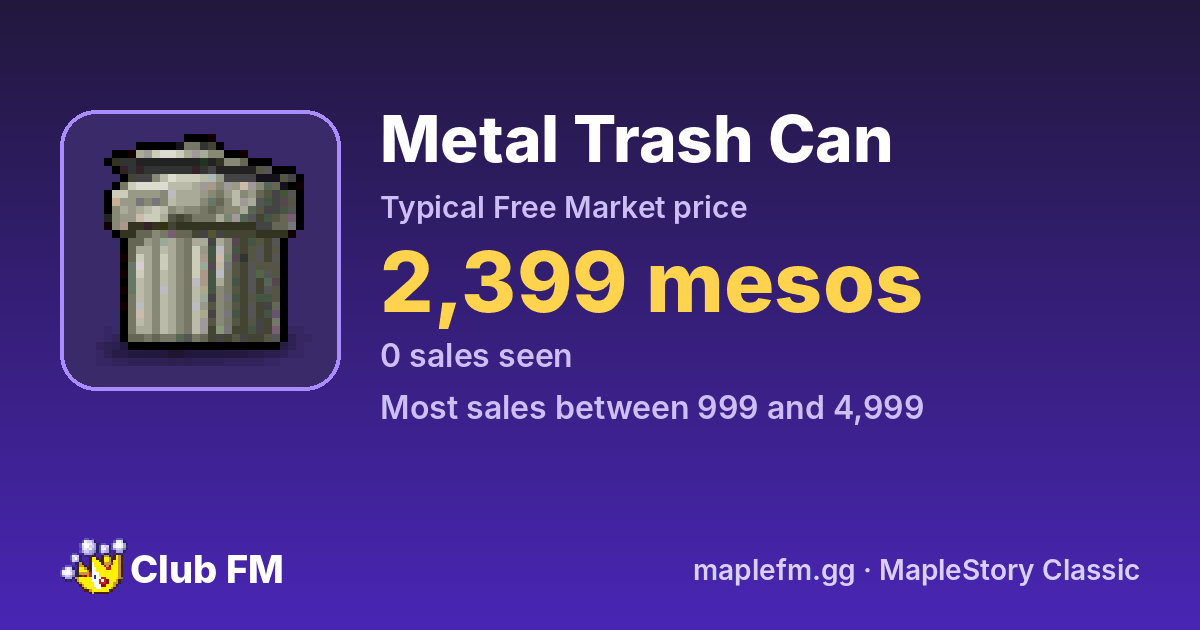 Metal Trash Can
Typical Free Market price
2,399 mesos
0 sales seen
Most sales between 999 and 4,999
Club FM
maplefm.gg · MapleStory Classic